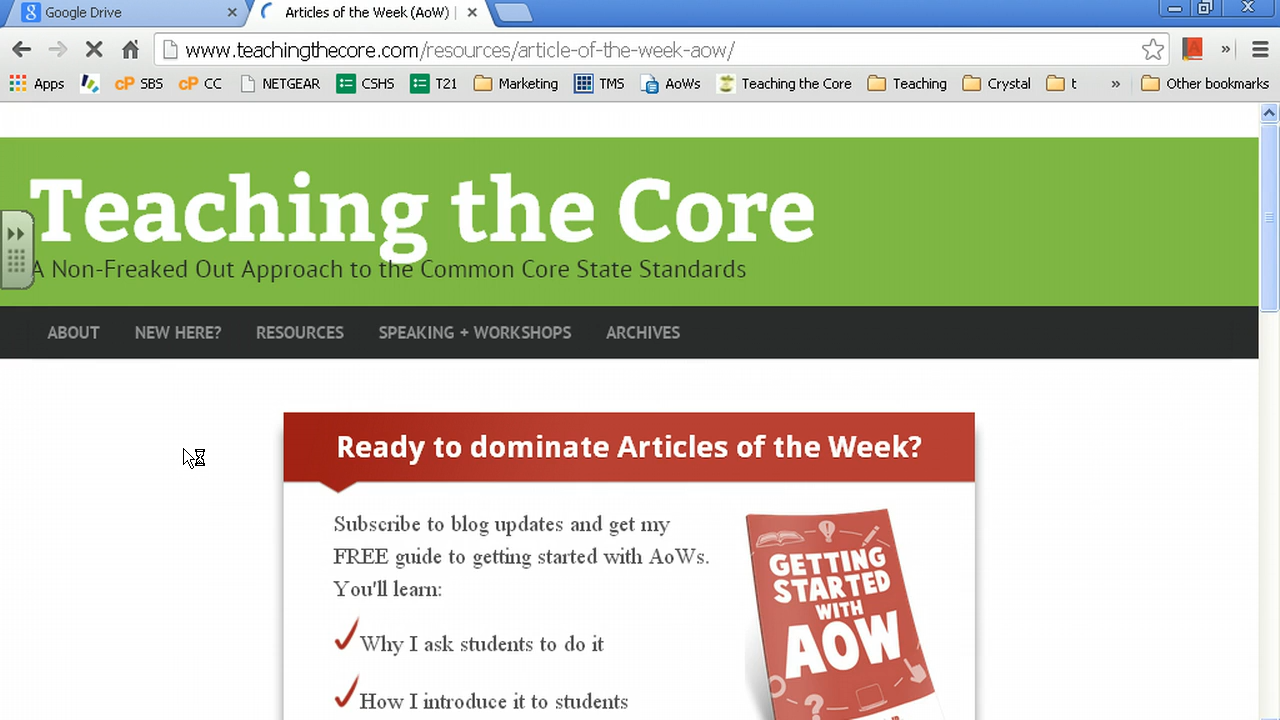 Google Drive
Articles of the Week (AoW) |
www.teachingthecore.com/resources/article-of-the-week-aow/
Apps cP SBS cP CC NETGEAR CSHS T21 Marketing TMS AoWs Teaching the Core Teaching Crystal t » Other bookmarks
Teaching the Core
A Non-Freaked Out Approach to the Common Core State Standards
ABOUT NEW HERE? RESOURCES SPEAKING + WORKSHOPS ARCHIVES
Ready to dominate Articles of the Week?
Subscribe to blog updates and get my
FREE guide to getting started with AoWs.
You'll learn:
Why I ask students to do it
How I introduce it to students
GETTING
STARTED
WITH
AOW